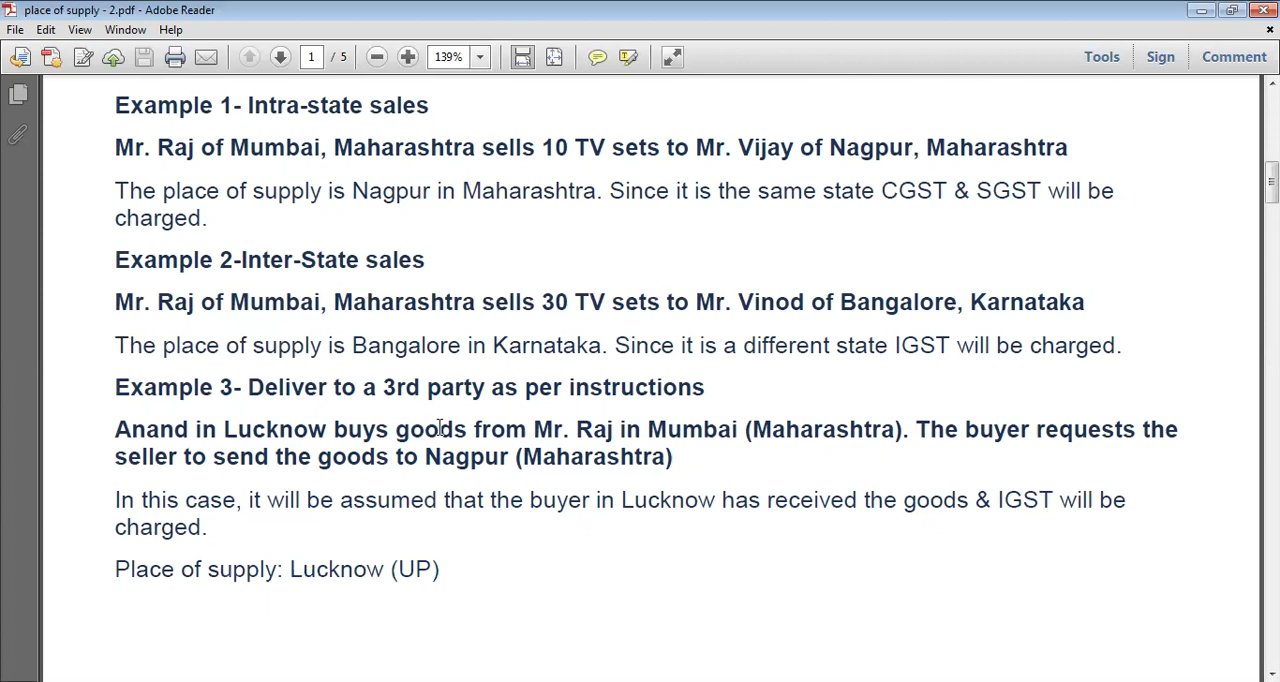 place of supply - 2.pdf - Adobe Reader
File Edit View Window Help
1 / 5 139% Tools Sign Comment
Example 1- Intra-state sales
Mr. Raj of Mumbai, Maharashtra sells 10 TV sets to Mr. Vijay of Nagpur, Maharashtra
The place of supply is Nagpur in Maharashtra. Since it is the same state CGST & SGST will be
charged.
Example 2-Inter-State sales
Mr. Raj of Mumbai, Maharashtra sells 30 TV sets to Mr. Vinod of Bangalore, Karnataka
The place of supply is Bangalore in Karnataka. Since it is a different state IGST will be charged.
Example 3- Deliver to a 3rd party as per instructions
Anand in Lucknow buys goods from Mr. Raj in Mumbai (Maharashtra). The buyer requests the
seller to send the goods to Nagpur (Maharashtra)
In this case, it will be assumed that the buyer in Lucknow has received the goods & IGST will be
charged.
Place of supply: Lucknow (UP)